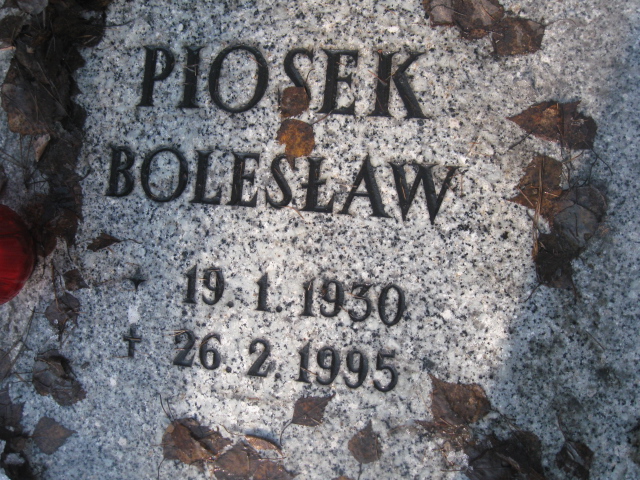 PIOSEK
BOLESŁAW
✦ 19. 1. 1930
✝ 26. 2. 1995